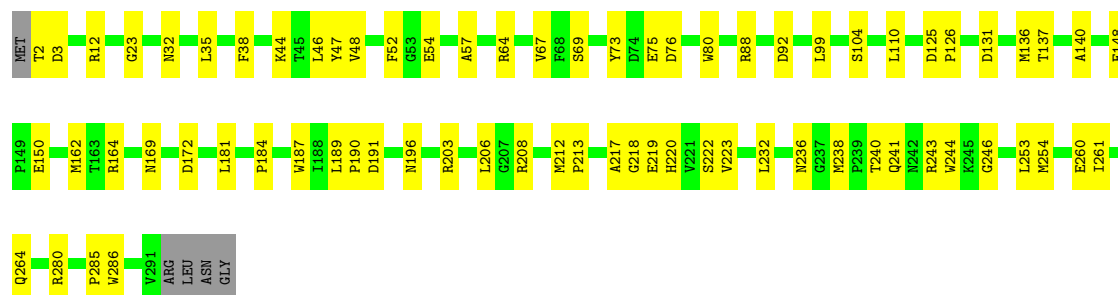 MET T2 D3 R12 G23 N32 L35 F38 K44 T45 L46 Y47 V48 F52 G53 E54 A57 R64 V67 F68 S69 Y73 D74 E75 D76 W80 R88 D92 L99 S104 L110 D125 P126 D131 M136 T137 A140 E148
P149 E150 M162 T163 R164 N169 D172 L181 P184 W187 I188 L189 P190 D191 N196 R203 L206 G207 R208 M212 P213 A217 G218 E219 H220 V221 S222 V223 L232 N236 G237 M238 P239 T240 Q241 N242 R243 W244 K245 G246 L253 M254 E260 I261
Q264 R280 P285 W286 V291 ARG LEU ASN GLY